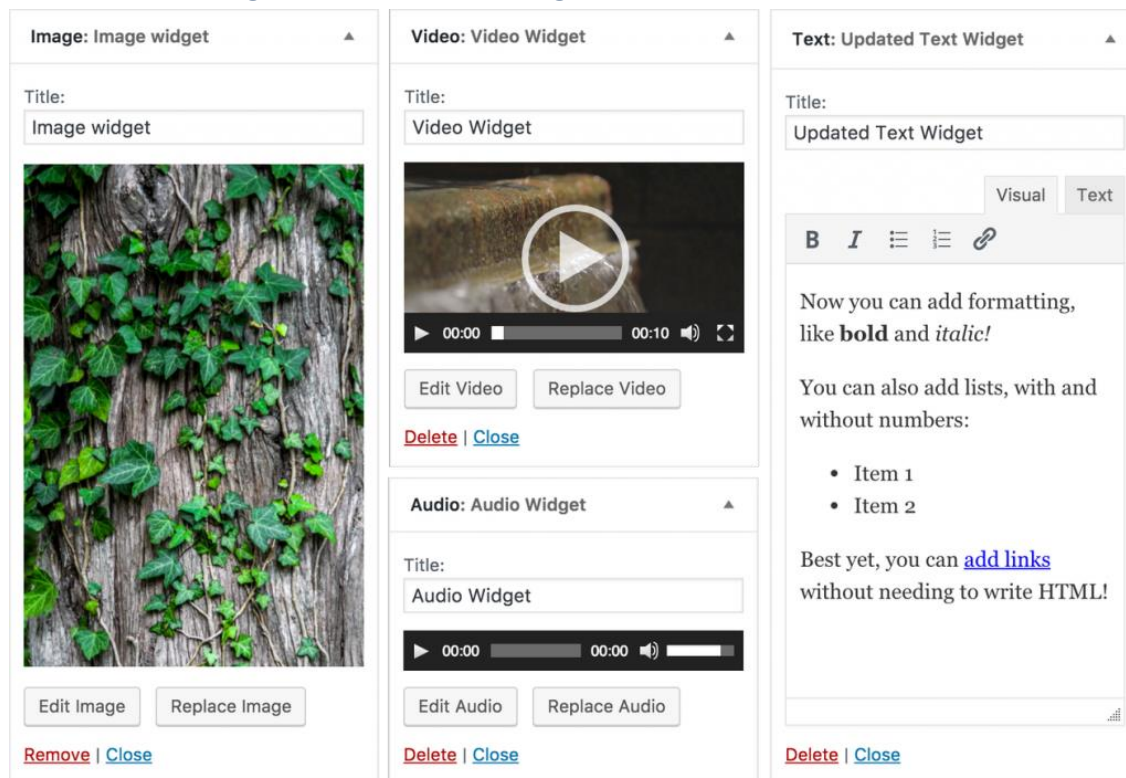 Image: Image widget
Title:
Image widget
Edit Image Replace Image
Remove | Close
Video: Video Widget
Title:
Video Widget
00:00 00:10
Edit Video Replace Video
Delete | Close
Audio: Audio Widget
Title:
Audio Widget
00:00 00:00
Edit Audio Replace Audio
Delete | Close
Text: Updated Text Widget
Title:
Updated Text Widget
Visual Text
B I
Now you can add formatting,
like bold and italic!
You can also add lists, with and
without numbers:
• Item 1
• Item 2
Best yet, you can add links
without needing to write HTML!
Delete | Close